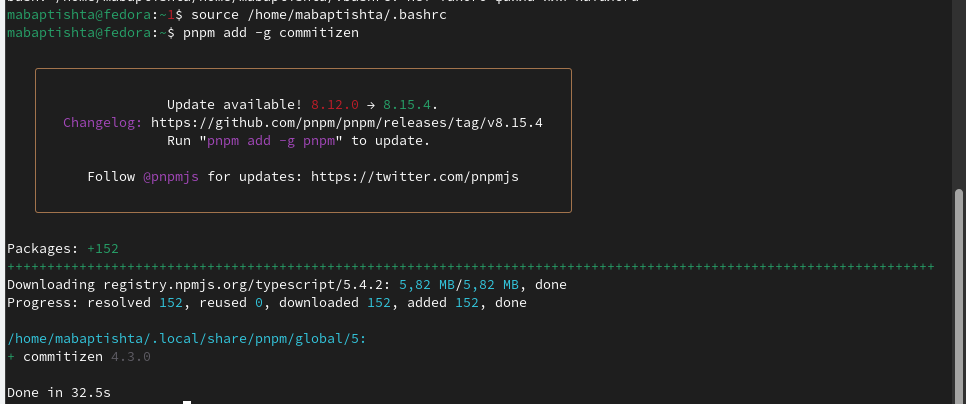 mabaptishta@fedora:~1$ source /home/mabaptishta/.bashrc
mabaptishta@fedora:~$ pnpm add -g commitizen
Update available! 8.12.0 → 8.15.4.
Changelog: https://github.com/pnpm/pnpm/releases/tag/v8.15.4
Run "pnpm add -g pnpm" to update.
Follow @pnpmjs for updates: https://twitter.com/pnpmjs
Packages: +152
++++++++++++++++++++++++++++++++++++++++++++++++++++++++++++++++++++++++++++++++++++++++++++++++++++++++++++++++++++
Downloading registry.npmjs.org/typescript/5.4.2: 5,82 MB/5,82 MB, done
Progress: resolved 152, reused 0, downloaded 152, added 152, done
/home/mabaptishta/.local/share/pnpm/global/5:
+ commitizen 4.3.0
Done in 32.5s